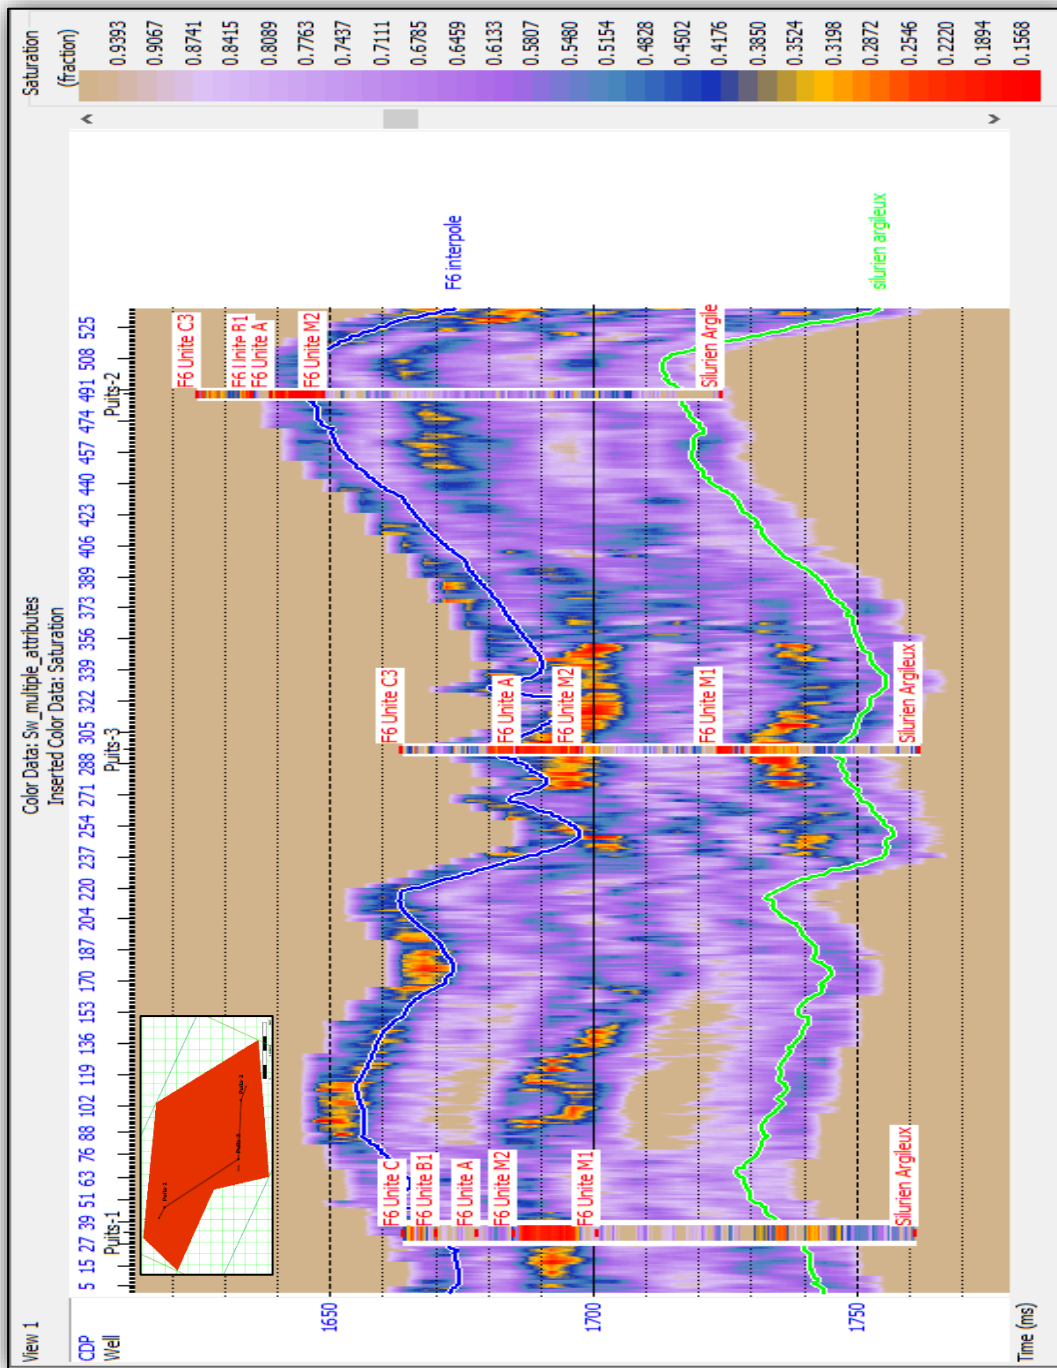 View 1
Color Data: Sw_multiple_attributes
Inserted Color Data: Saturation
Saturation
(fraction)
CDP 5 15 27 39 51 63 76 88 102 119 136 153 170 187 204 220 237 254 271 288 305 322 339 356 373 389 406 423 440 457 474 491 508 525
Well Puits-1 Puits-3 Puits-2
0.9393
0.9067
0.8741
0.8415
0.8089
0.7763
0.7437
0.7111
0.6785
0.6459
0.6133
0.5807
0.5480
0.5154
0.4828
0.4502
0.4176
0.3850
0.3524
0.3198
0.2872
0.2546
0.2220
0.1894
0.1568
F6 Unite C3
F6 Unite B1
F6 Unite A
F6 Unite M2
Silurien Argile
F6 Unite C3
F6 Unite A
F6 Unite M2
F6 Unite M1
Silurien Argileux
F6 Unite C
F6 Unite B1
F6 Unite A
F6 Unite M2
F6 Unite M1
Silurien Argileux
F6 interpole
silurien argileux
1650
1700
1750
Time (ms)